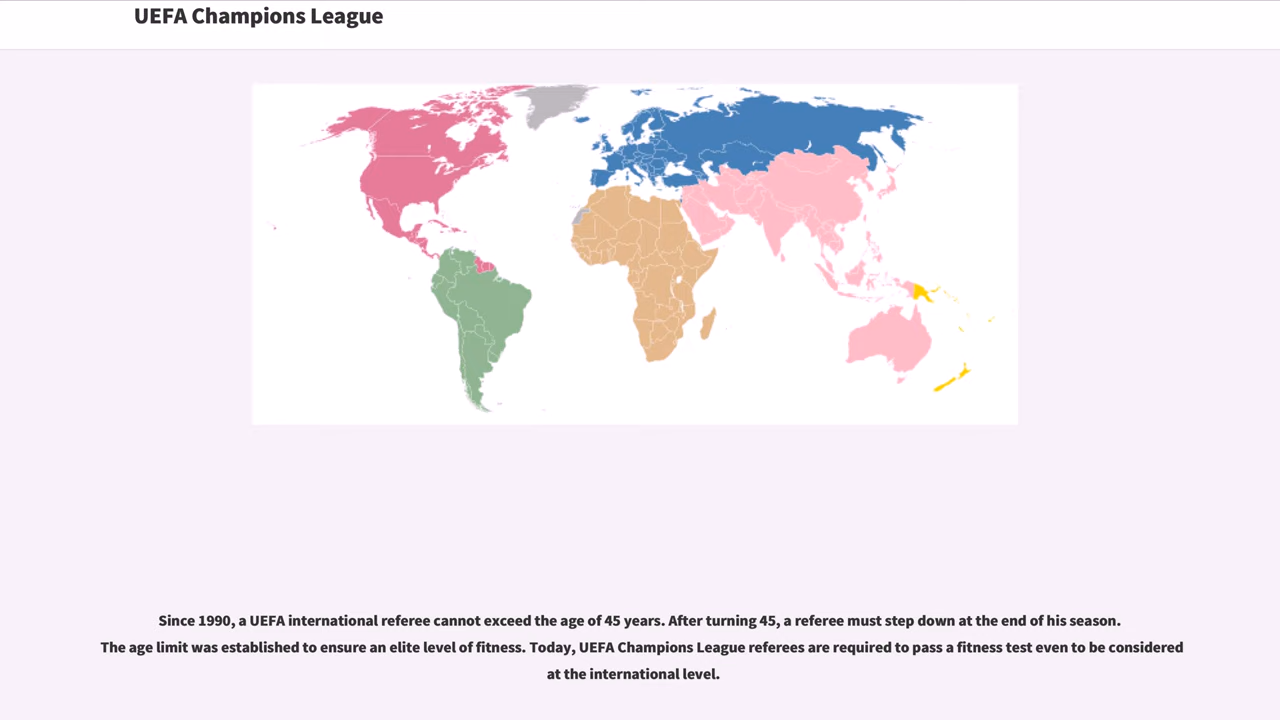 UEFA Champions League
Since 1990, a UEFA international referee cannot exceed the age of 45 years. After turning 45, a referee must step down at the end of his season.
The age limit was established to ensure an elite level of fitness. Today, UEFA Champions League referees are required to pass a fitness test even to be considered
at the international level.